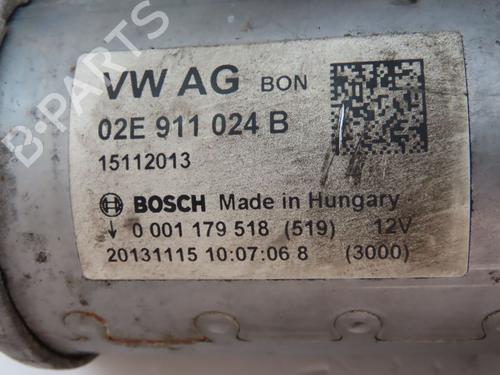 B-PARTS
VW AG BON
02E 911 024 B
15112013
BOSCH Made in Hungary
↓ 0 001 179 518 (519) 12V
20131115 10:07:06 8 (3000)